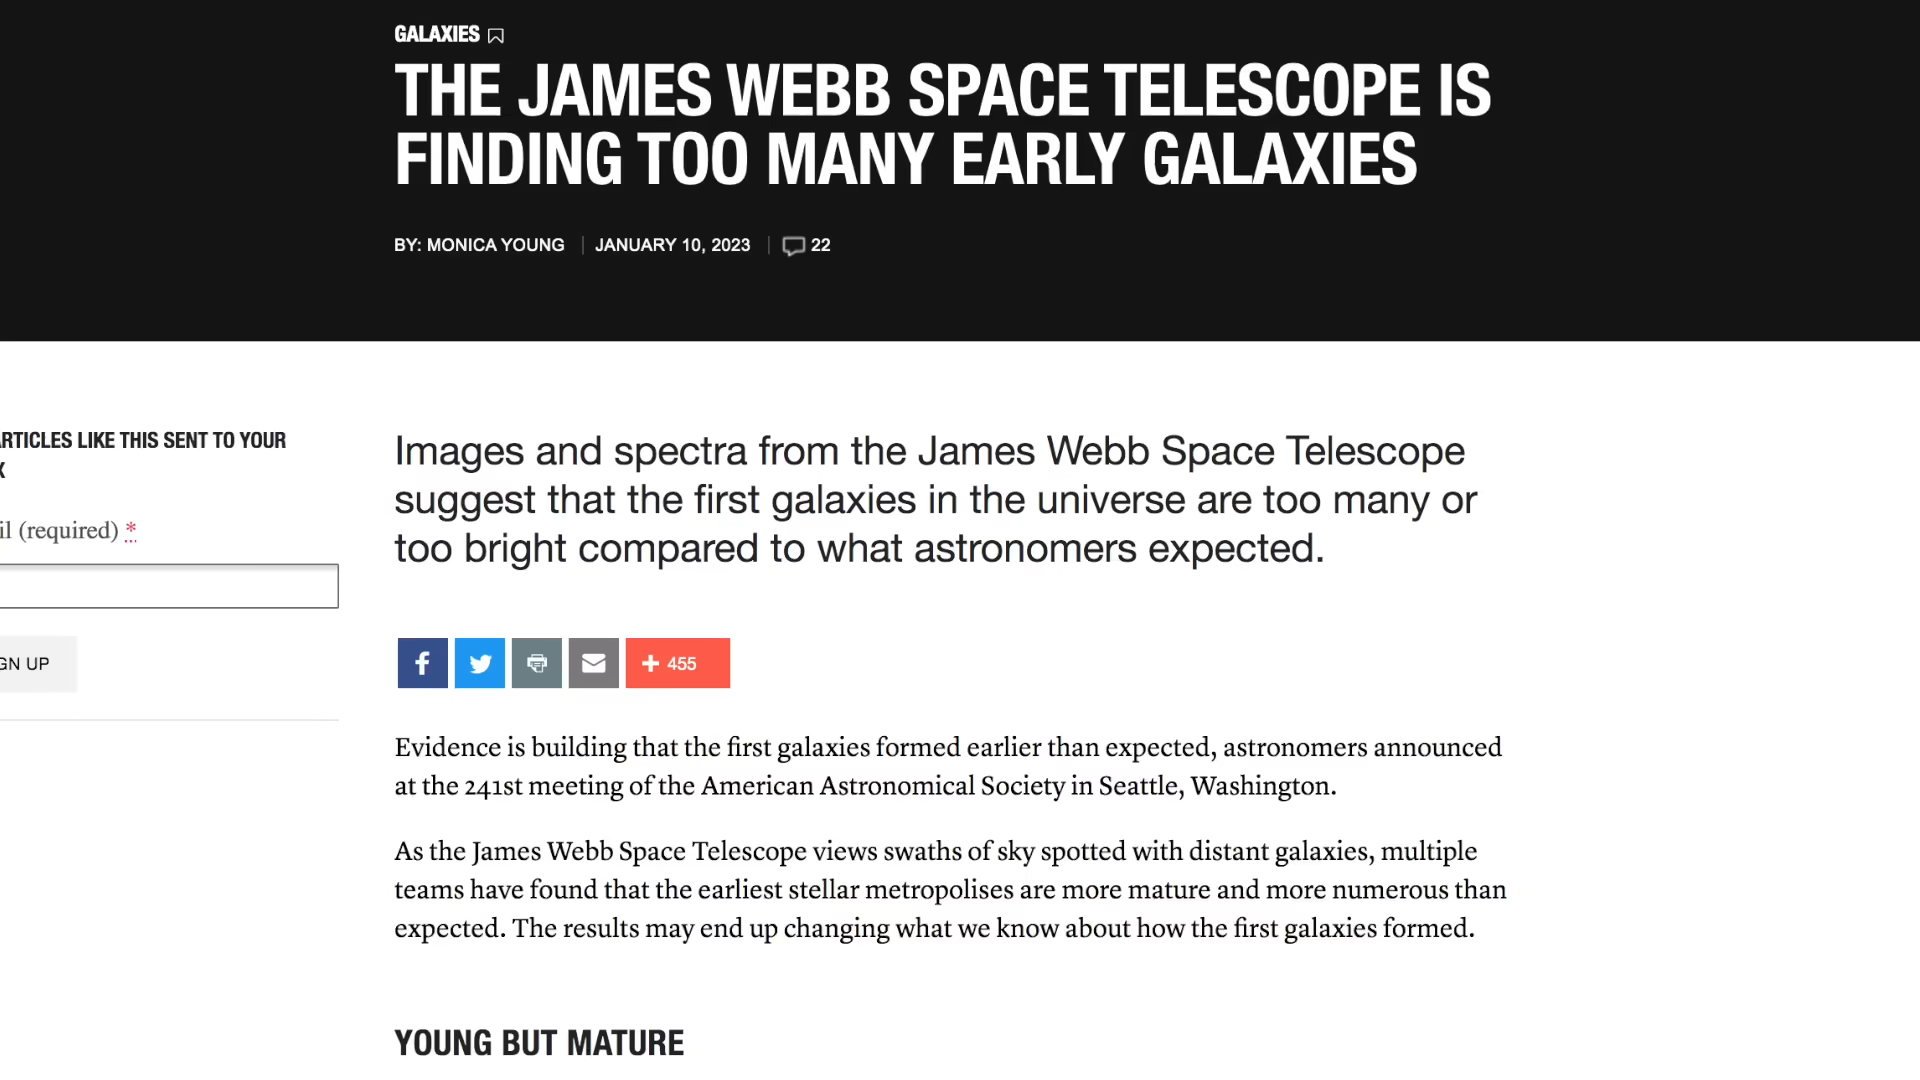 GALAXIES
THE JAMES WEBB SPACE TELESCOPE IS
FINDING TOO MANY EARLY GALAXIES
BY: MONICA YOUNG
JANUARY 10, 2023
22
RTICLES LIKE THIS SENT TO YOUR
X
il (required) *
GN UP
Images and spectra from the James Webb Space Telescope
suggest that the first galaxies in the universe are too many or
too bright compared to what astronomers expected.
+ 455
Evidence is building that the first galaxies formed earlier than expected, astronomers announced
at the 241st meeting of the American Astronomical Society in Seattle, Washington.
As the James Webb Space Telescope views swaths of sky spotted with distant galaxies, multiple
teams have found that the earliest stellar metropolises are more mature and more numerous than
expected. The results may end up changing what we know about how the first galaxies formed.
YOUNG BUT MATURE